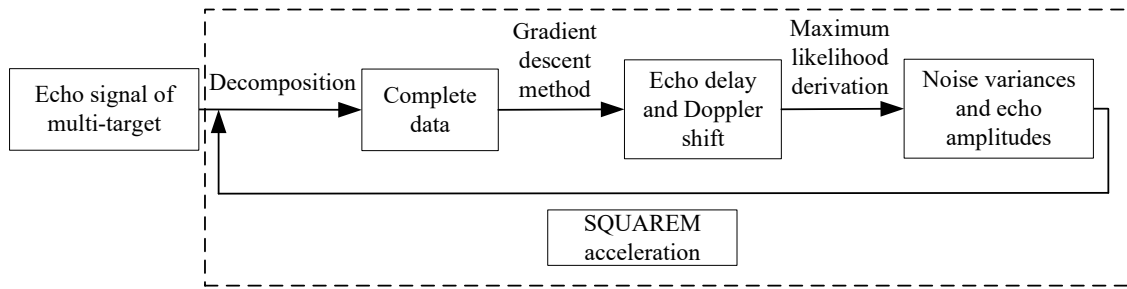 Echo signal of
multi-target
Decomposition
Complete
data
Gradient
descent
method
Echo delay
and Doppler
shift
Maximum
likelihood
derivation
Noise variances
and echo
amplitudes
SQUAREM
acceleration